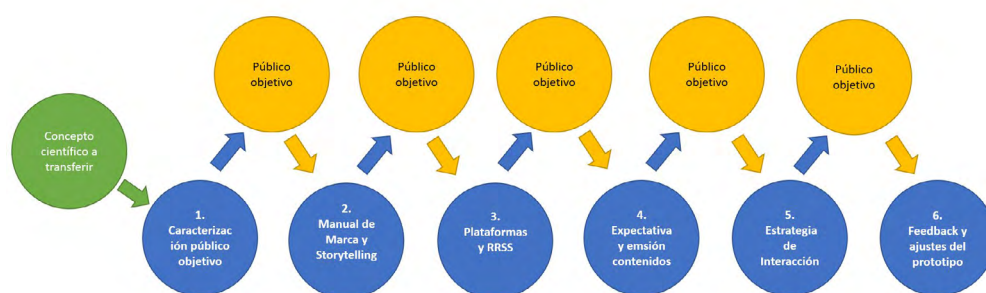 Público
objetivo
Público
objetivo
Público
objetivo
Público
objetivo
Público
objetivo
Concepto
científico a
transferir
1.
Caracterizac
ión público
objetivo
2.
Manual de
Marca y
Storytelling
3.
Plataformas
y RRSS
4.
Expectativa
y emsión
contenidos
5.
Estrategia
de
Interacción
6.
Feedback y
ajustes del
prototipo